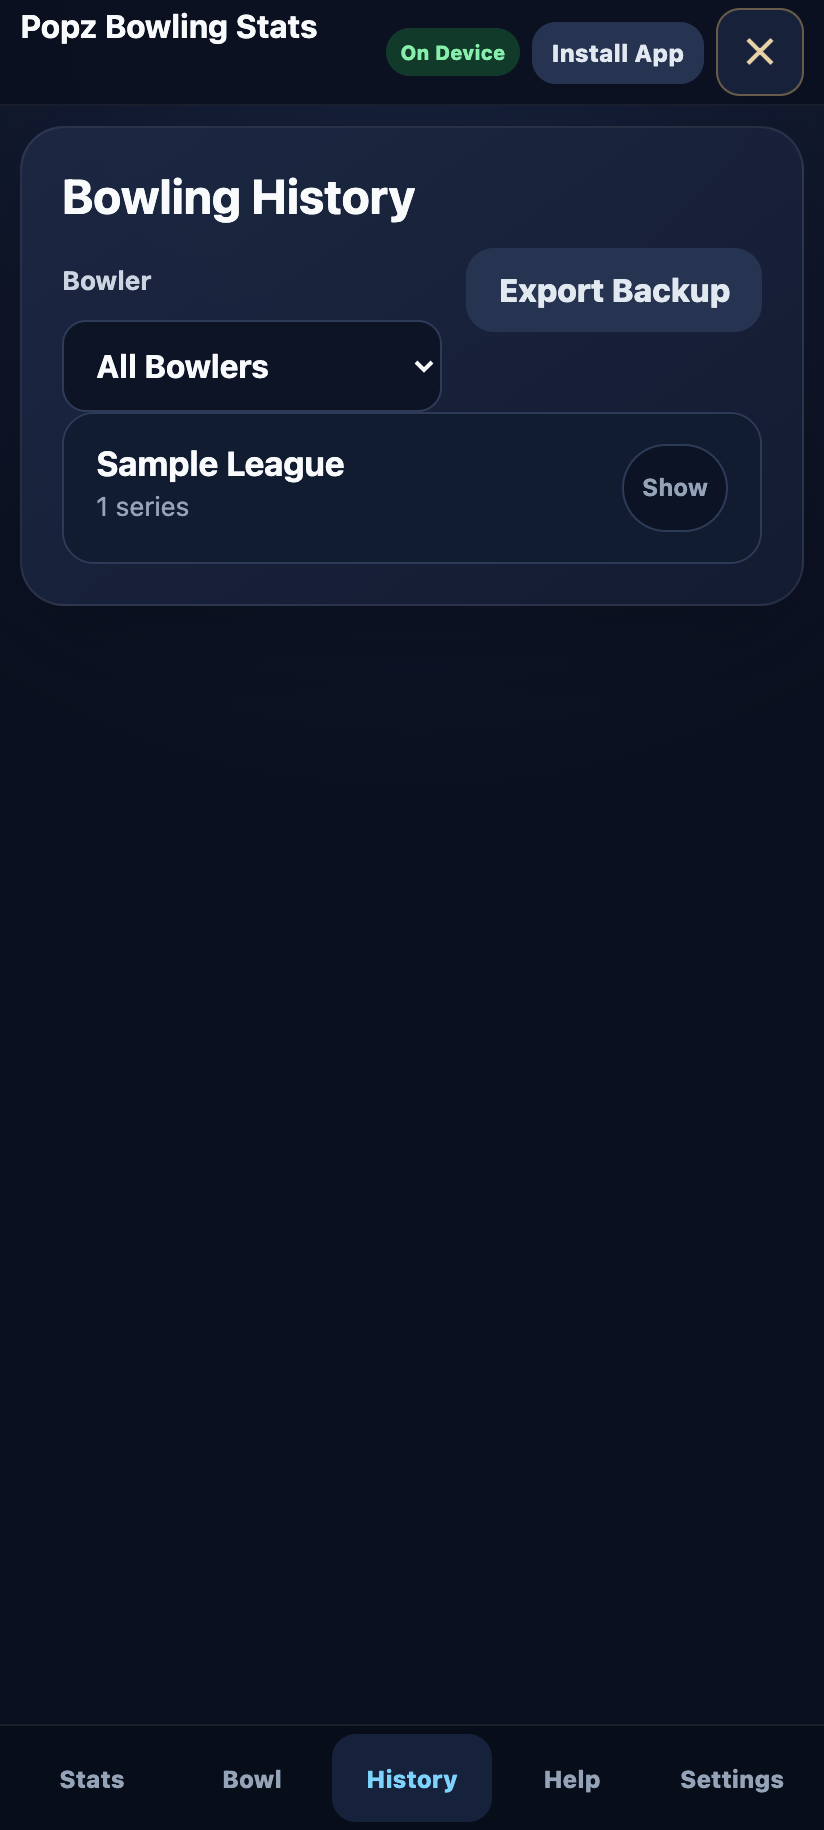 Popz Bowling Stats
On Device
Install App
Bowling History
Bowler
Export Backup
All Bowlers
Sample League
1 series
Show
Stats
Bowl
History
Help
Settings